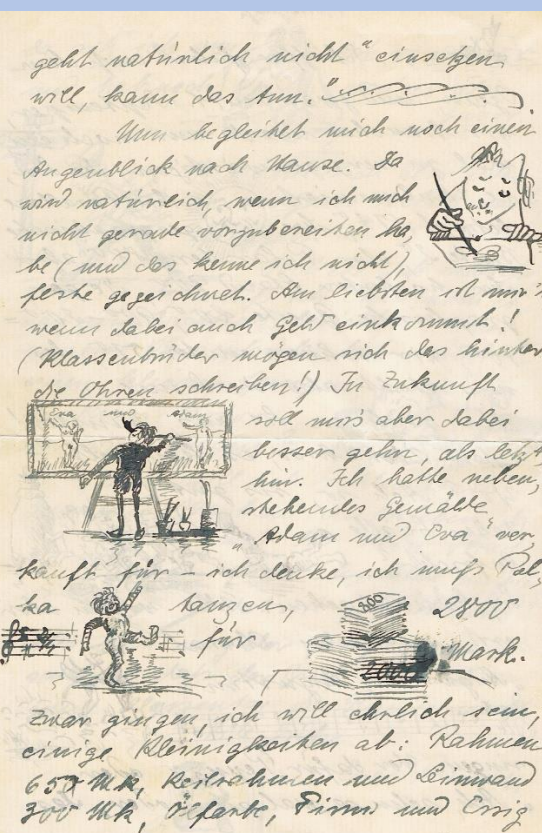 geht natürlich nicht" einsetzen
will, kann das tun."
Nun begleitet mich noch einen
Augenblick nach Hause. Da
wird natürlich, wenn ich mich
nicht gerade vorzubereiten ha,
be (und das kenne ich nicht),
feste gezeichnet. Am liebsten ist mir's
wenn dabei auch Geld einkommt!
(Klassenbrüder mögen sich das hinter
die Ohren schreiben!) In Zukunft
Eva und Adam
soll mir's aber dabei
besser gehn, als letzt,
hin. Ich hatte neben,
stehendes Gemälde
"Adam und Eva" ver,
kauft für – ich denke, ich muß Pol,
ka tanzen, 2800
für Mark.
800
2000
Zwar gingen, ich will ehrlich sein,
einige Kleinigkeiten ab: Rahmen
650 Mk, Keilrahmen und Leinwand
300 Mk, Ölfarbe, Firnis und Essig